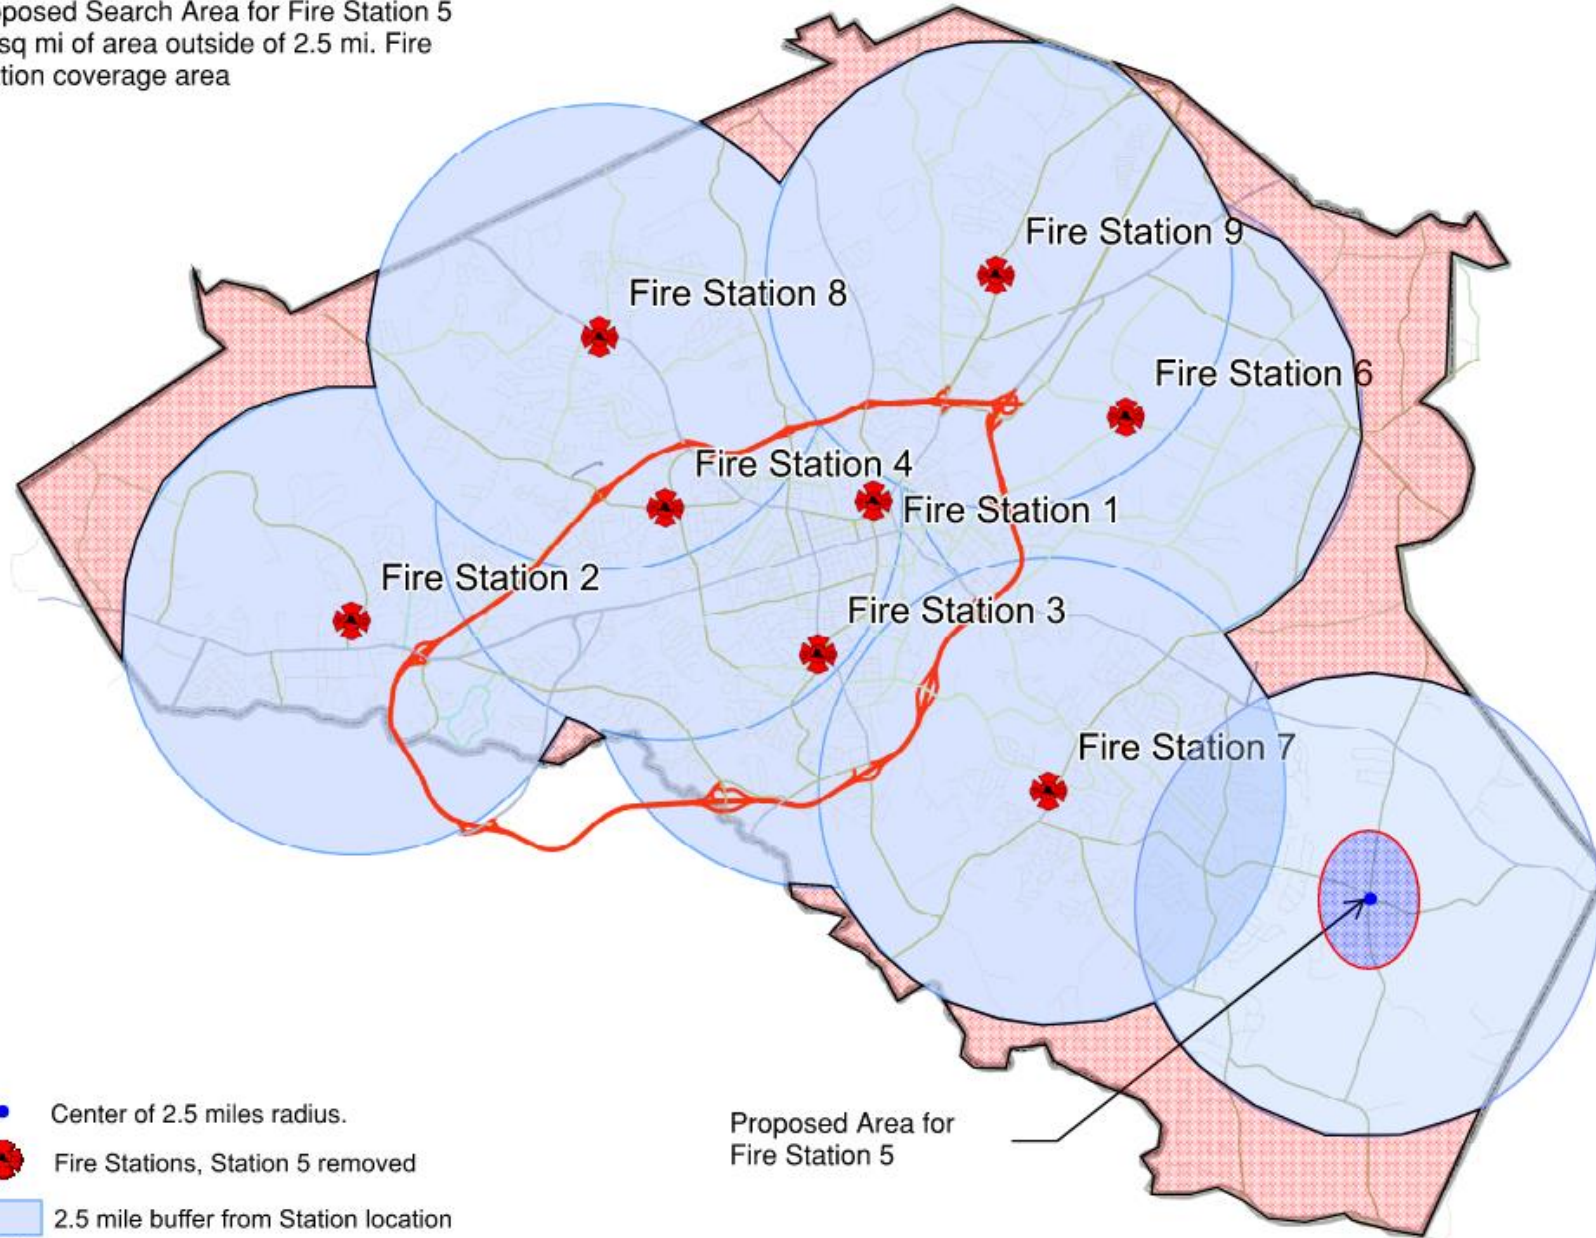 posed Search Area for Fire Station 5
sq mi of area outside of 2.5 mi. Fire
tion coverage area
Fire Station 9
Fire Station 8
Fire Station 6
Fire Station 4
Fire Station 1
Fire Station 2
Fire Station 3
Fire Station 7
Center of 2.5 miles radius.
Fire Stations, Station 5 removed
2.5 mile buffer from Station location
Proposed Area for
Fire Station 5